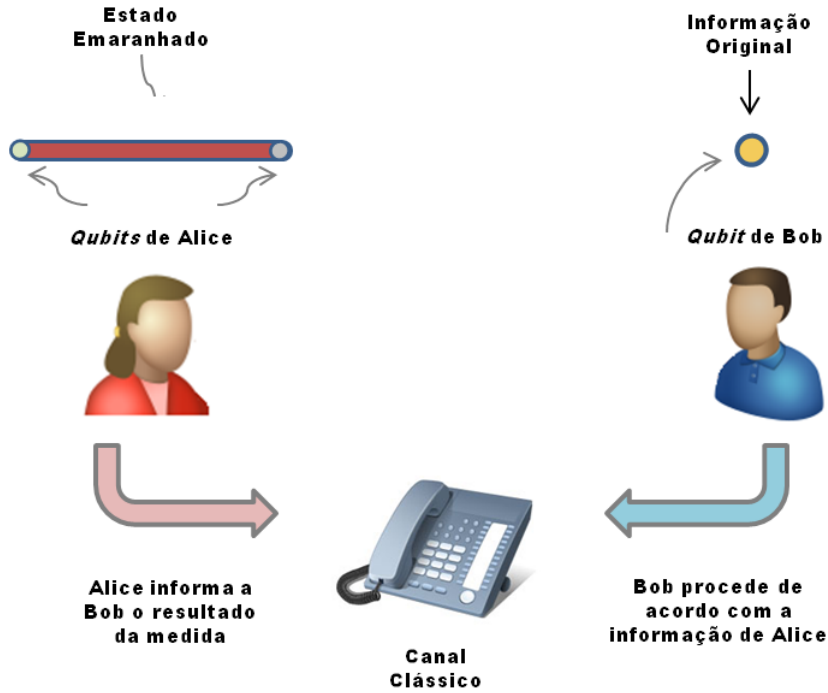 Estado
Emaranhado
Informação
Original
Qubits de Alice
Qubit de Bob
Alice informa a
Bob o resultado
da medida
Canal
Clássico
Bob procede de
acordo com a
informação de Alice